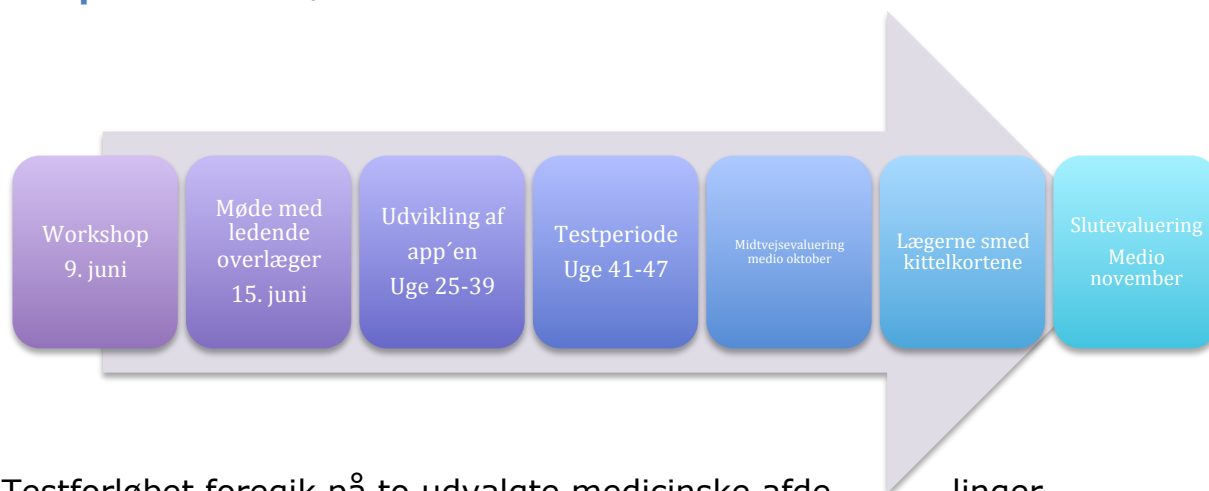 Workshop
9. juni
Møde med
ledende
overlæger
15. juni
Udvikling af
app´en
Uge 25-39
Testperiode
Uge 41-47
Midtvejsevaluering
medio oktober
Lægerne smed
kittelkortene
Slutevaluering
Medio
november
Testforløbet foregik på to udvalgte medicinske afde linger